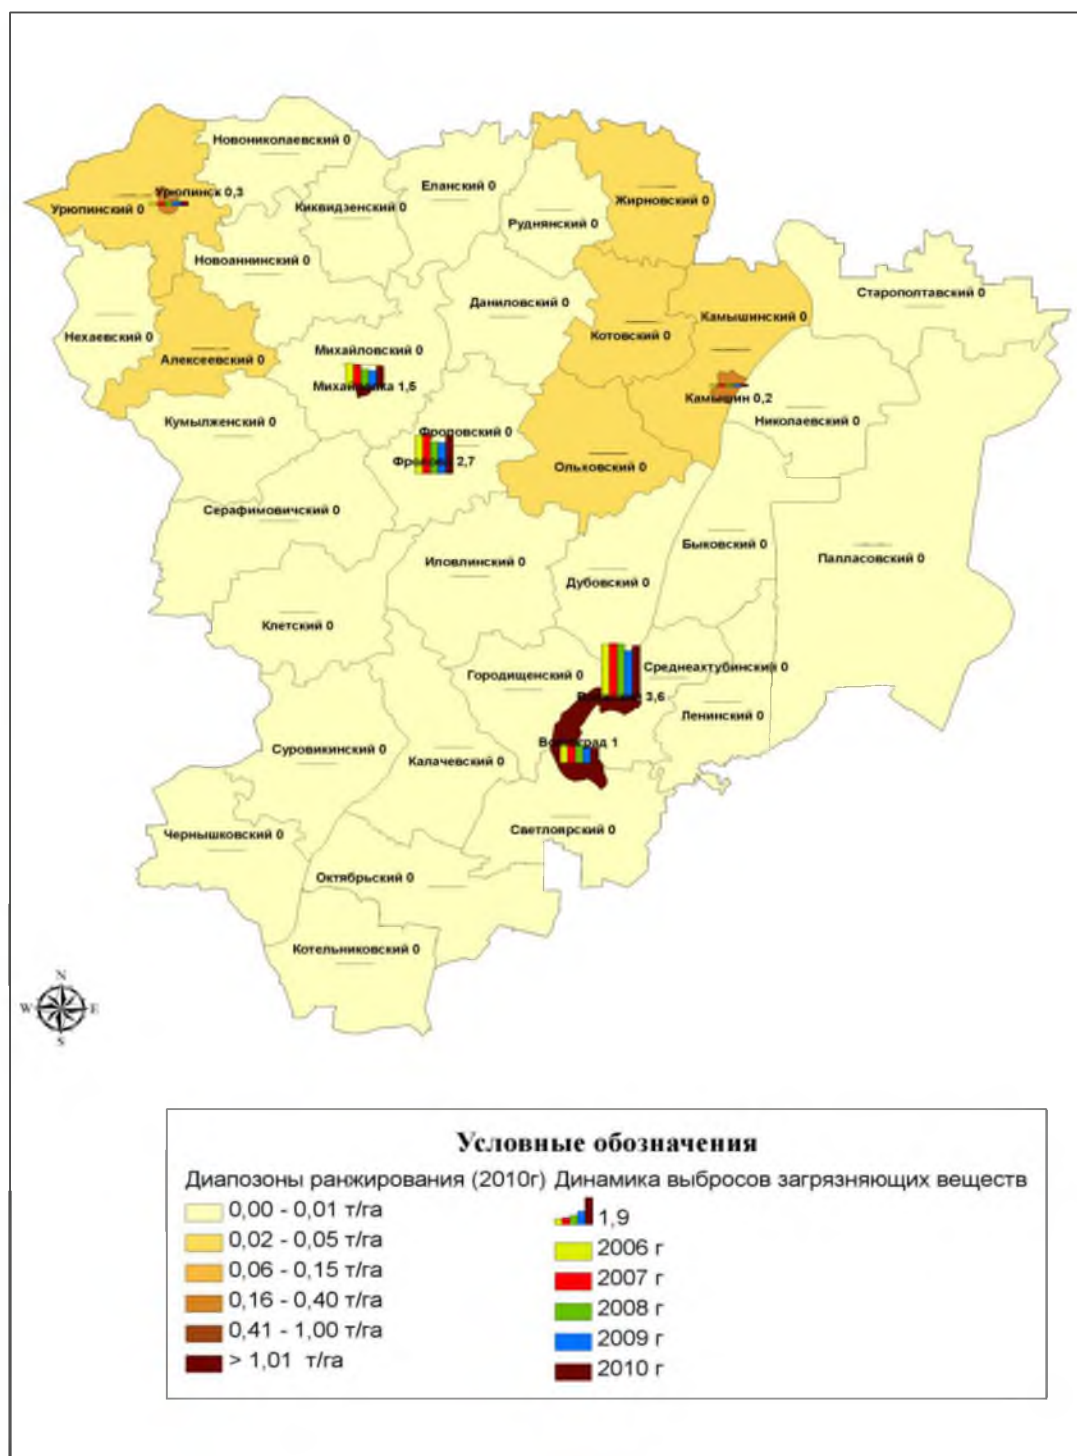 Новониколаевский 0
Еланский 0
Урюпинск 0,3
Жирновский 0
Урюпинский 0
Киквидзенский 0
Руднянский 0
Новоаннинский 0
Старополтавский 0
Даниловский 0
Камышинский 0
Нехаевский 0
Котовский 0
Михайловский 0
Алексеевский 0
Михайловка 1,5
Камышин 0,2
Кумылженский 0
Николаевский 0
Фроловский 0
Фролово 2,7
Ольховский 0
Серафимовичский 0
Быковский 0
Иловлинский 0
Палласовский 0
Дубовский 0
Клетский 0
Городищенский 0
Среднеахтубинский 0
3,6
Ленинский 0
Волгоград 1
Суровикинский 0
Калачевский 0
Светлоярский 0
Чернышковский 0
Октябрьский 0
Котельниковский 0
N
W E
S
Условные обозначения
Диапозоны ранжирования (2010г) Динамика выбросов загрязняющих веществ
0,00 - 0,01 т/га 1,9
0,02 - 0,05 т/га 2006 г
0,06 - 0,15 т/га 2007 г
0,16 - 0,40 т/га 2008 г
0,41 - 1,00 т/га 2009 г
> 1,01 т/га 2010 г